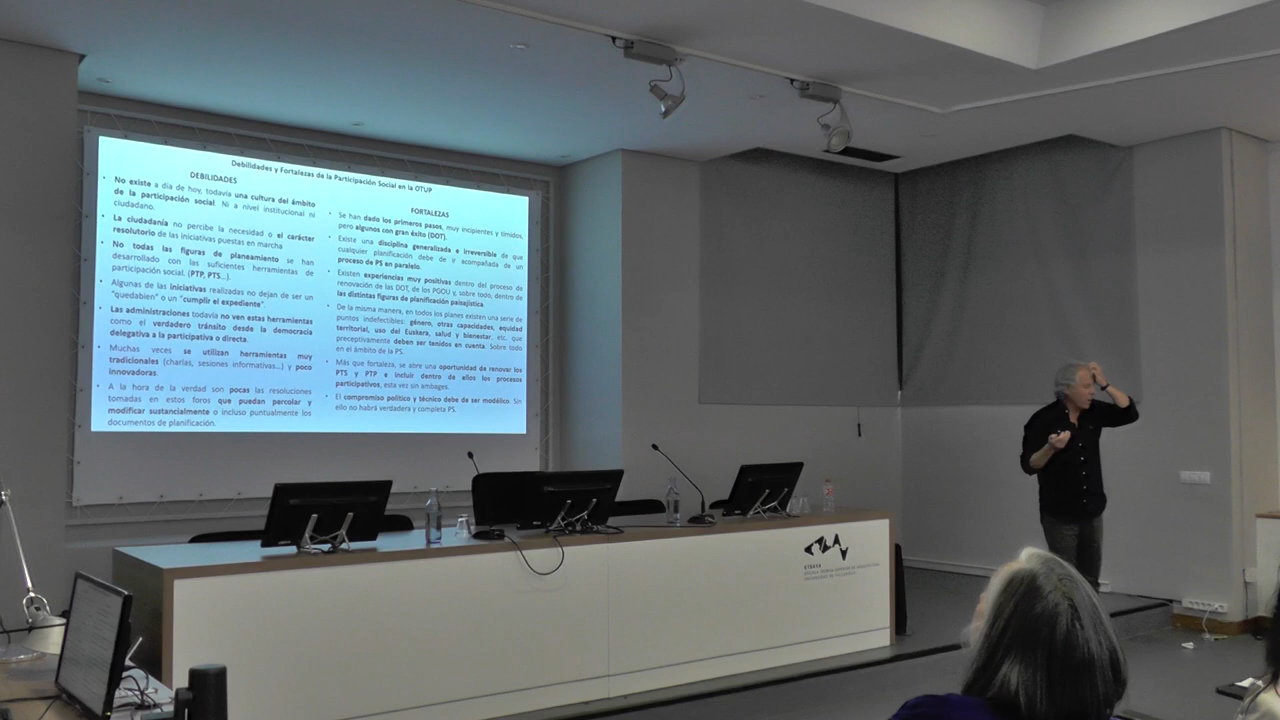 Debilidades y Fortalezas de la Participación Social en la OTUP
DEBILIDADES
• No existe a día de hoy, todavía una cultura del ámbito
de la participación social. Ni a nivel institucional ni
ciudadano.
• La ciudadanía no percibe la necesidad o el carácter
resolutorio de las iniciativas puestas en marcha
• No todas las figuras de planeamiento se han
desarrollado con las suficientes herramientas de
participación social. (PTP, PTS...).
• Algunas de las iniciativas realizadas no dejan de ser un
"quedabien" o un "cumplir el expediente".
• Las administraciones todavía no ven estas herramientas
como el verdadero tránsito desde la democracia
delegativa a la participativa o directa.
• Muchas veces se utilizan herramientas muy
tradicionales (charlas, sesiones informativas...) y poco
innovadoras.
• A la hora de la verdad son pocas las resoluciones
tomadas en estos foros que puedan percolar y
modificar sustancialmente o incluso puntualmente los
documentos de planificación.
FORTALEZAS
• Se han dado los primeros pasos, muy incipientes y tímidos,
pero algunos con gran éxito (DOT).
• Existe una disciplina generalizada e irreversible de que
cualquier planificación debe de ir acompañada de un
proceso de PS en paralelo.
• Existen experiencias muy positivas dentro del proceso de
renovación de las DOT, de los PGOU y, sobre todo, dentro de
las distintas figuras de planificación paisajística.
• De la misma manera, en todos los planes existen una serie de
puntos indefectibles: género, otras capacidades, equidad
territorial, uso del Euskara, salud y bienestar, etc. que
preceptivamente deben ser tenidos en cuenta. Sobre todo
en el ámbito de la PS.
• Más que fortaleza, se abre una oportunidad de renovar los
PTS y PTP e incluir dentro de ellos los procesos
participativos, esta vez sin ambages.
• El compromiso político y técnico debe de ser modélico. Sin
ello no habrá verdadera y completa PS.